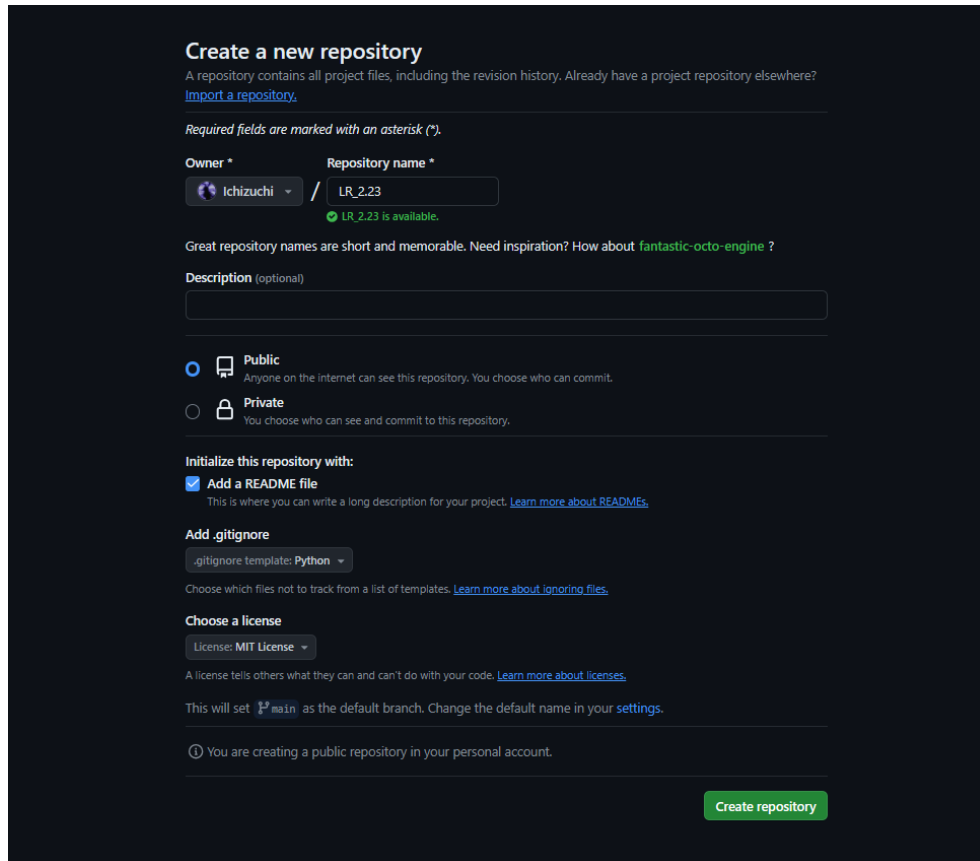 Create a new repository
A repository contains all project files, including the revision history. Already have a project repository elsewhere?
Import a repository.
Required fields are marked with an asterisk (*).
Owner * Repository name *
Ichizuchi / LR_2.23
LR_2.23 is available.
Great repository names are short and memorable. Need inspiration? How about fantastic-octo-engine ?
Description (optional)
Public
Anyone on the internet can see this repository. You choose who can commit.
Private
You choose who can see and commit to this repository.
Initialize this repository with:
Add a README file
This is where you can write a long description for your project. Learn more about READMEs.
Add .gitignore
.gitignore template: Python
Choose which files not to track from a list of templates. Learn more about ignoring files.
Choose a license
License: MIT License
A license tells others what they can and can't do with your code. Learn more about licenses.
This will set main as the default branch. Change the default name in your settings.
You are creating a public repository in your personal account.
Create repository